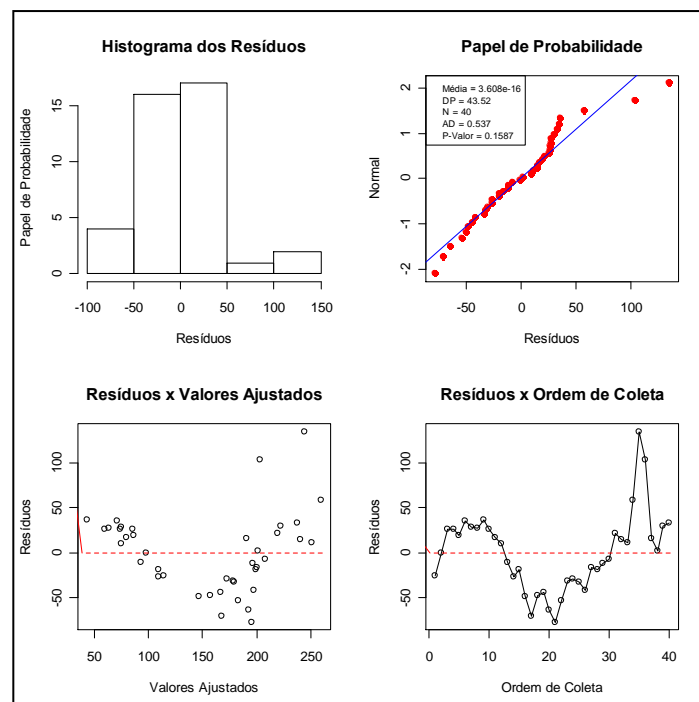 Histograma dos Resíduos
Papel de Probabilidade
0 5 10 15
-100 -50 0 50 100 150
Resíduos
Papel de Probabilidade
Média = 3.608e-16
DP = 43.52
N = 40
AD = 0.537
P-Valor = 0.1587
Normal
-2 -1 0 1 2
-50 0 50 100
Resíduos
Resíduos x Valores Ajustados
Resíduos
-50 0 50 100
50 100 150 200 250
Valores Ajustados
Resíduos x Ordem de Coleta
Resíduos
-50 0 50 100
0 10 20 30 40
Ordem de Coleta